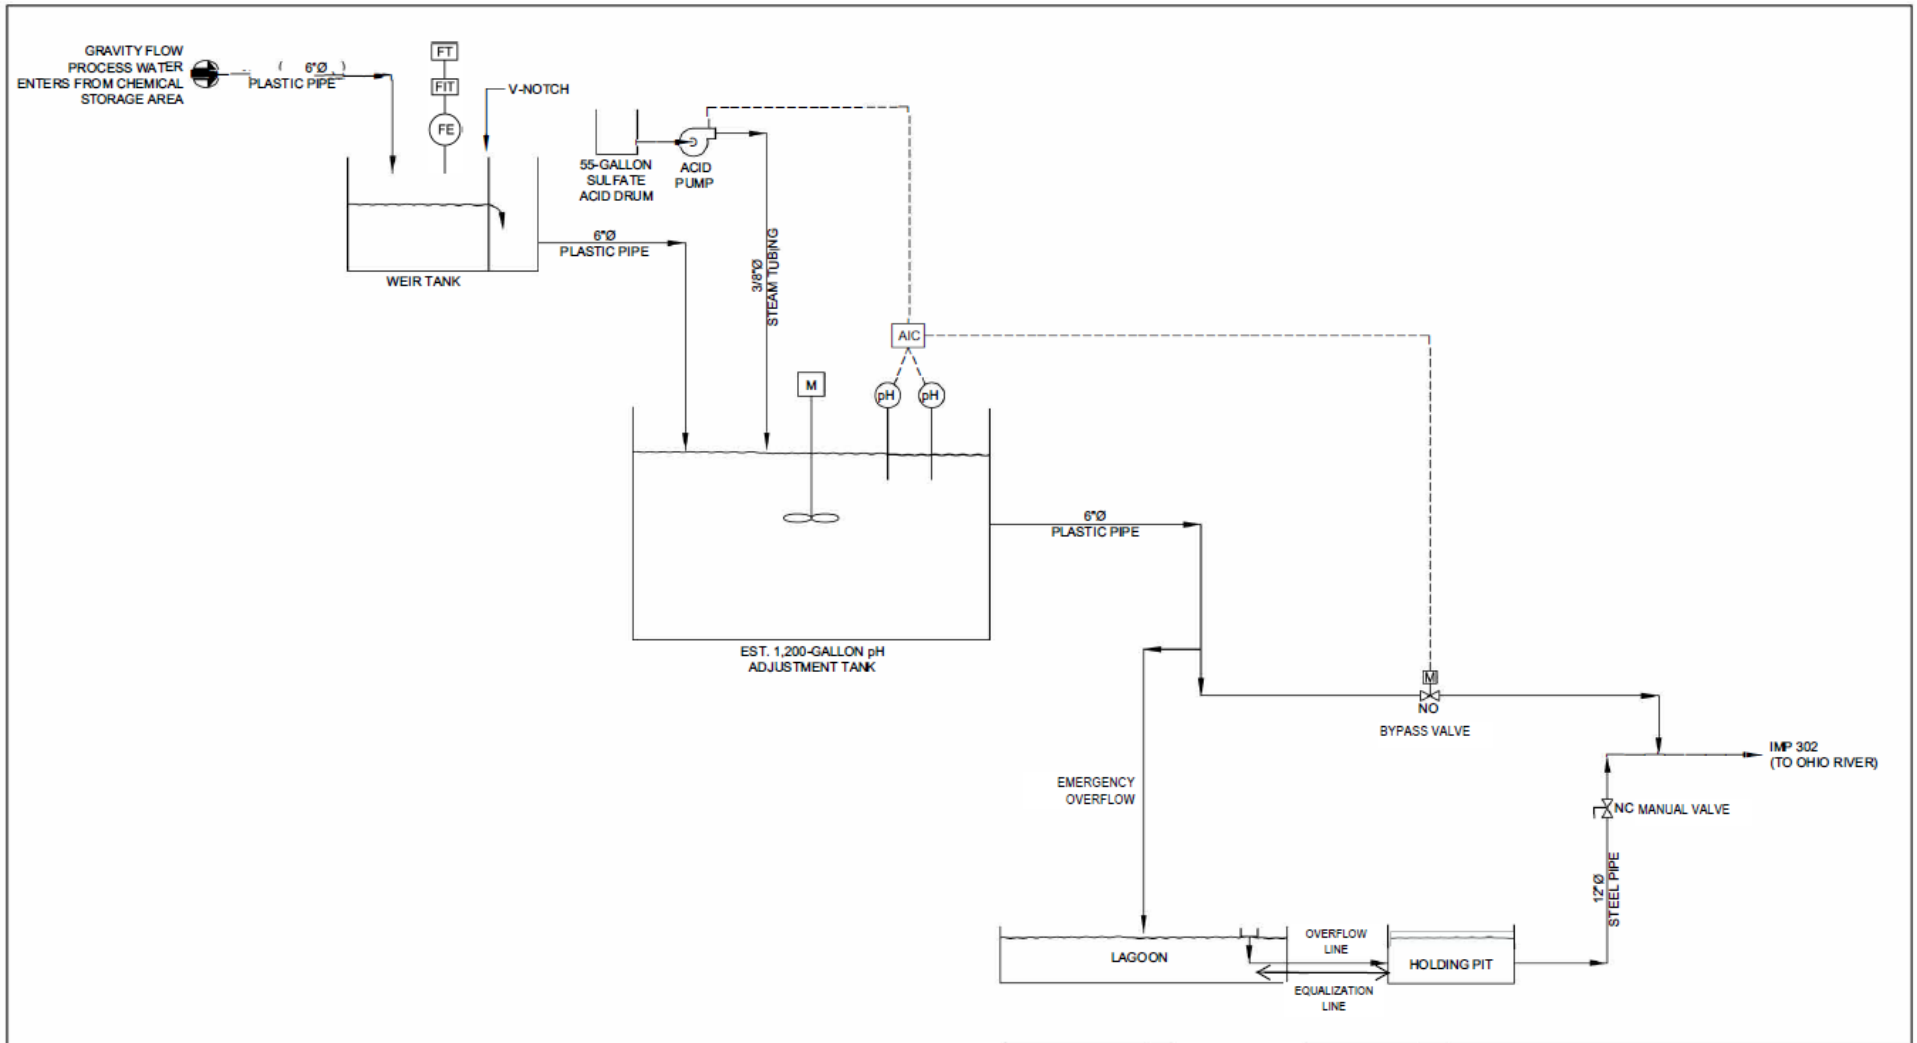 GRAVITY FLOW
PROCESS WATER
ENTERS FROM CHEMICAL
STORAGE AREA
( 6"Ø )
PLASTIC PIPE
FT
FIT
FE
V-NOTCH
WEIR TANK
55-GALLON
SULFATE
ACID DRUM
ACID
PUMP
6"Ø
PLASTIC PIPE
3/8"Ø
STEAM TUBING
AIC
M
pH
pH
6"Ø
PLASTIC PIPE
EST. 1,200-GALLON pH
ADJUSTMENT TANK
M
NO
BYPASS VALVE
IMP 302
(TO OHIO RIVER)
EMERGENCY
OVERFLOW
NC MANUAL VALVE
12"Ø
STEEL PIPE
LAGOON
OVERFLOW
LINE
HOLDING PIT
EQUALIZATION
LINE